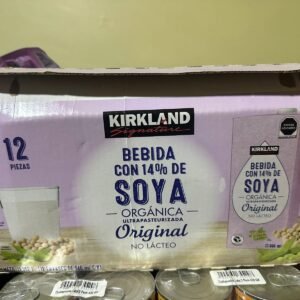 KIRKLAND
Signature
12
PIEZAS
BEBIDA
CON 14% DE
SOYA
ORGÁNICA
ULTRAPASTEURIZADA
Original
NO LÁCTEO
KIRKLAND
BEBIDA
CON 14% DE
SOYA
ORGÁNICA
Original